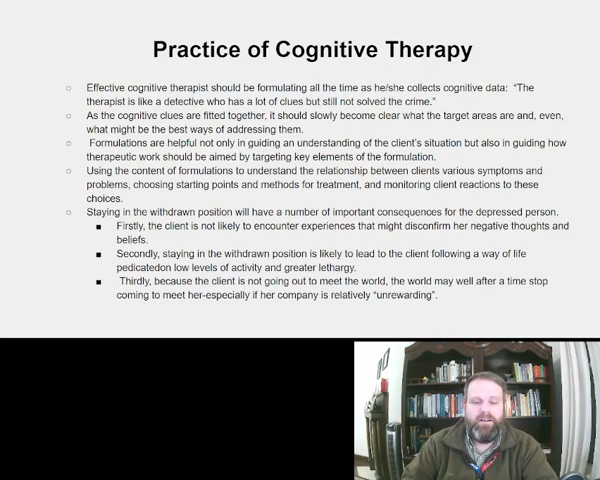 Practice of Cognitive Therapy
○ Effective cognitive therapist should be formulating all the time as he/she collects cognitive data: “The
therapist is like a detective who has a lot of clues but still not solved the crime.”
○ As the cognitive clues are fitted together, it should slowly become clear what the target areas are and, even,
what might be the best ways of addressing them.
○ Formulations are helpful not only in guiding an understanding of the client’s situation but also in guiding how
therapeutic work should be aimed by targeting key elements of the formulation.
○ Using the content of formulations to understand the relationship between clients various symptoms and
problems, choosing starting points and methods for treatment, and monitoring client reactions to these
choices.
○ Staying in the withdrawn position will have a number of important consequences for the depressed person.
■ Firstly, the client is not likely to encounter experiences that might disconfirm her negative thoughts and
beliefs.
■ Secondly, staying in the withdrawn position is likely to lead to the client following a way of life
pedicatedon low levels of activity and greater lethargy.
■ Thirdly, because the client is not going out to meet the world, the world may well after a time stop
coming to meet her-especially if her company is relatively “unrewarding”.